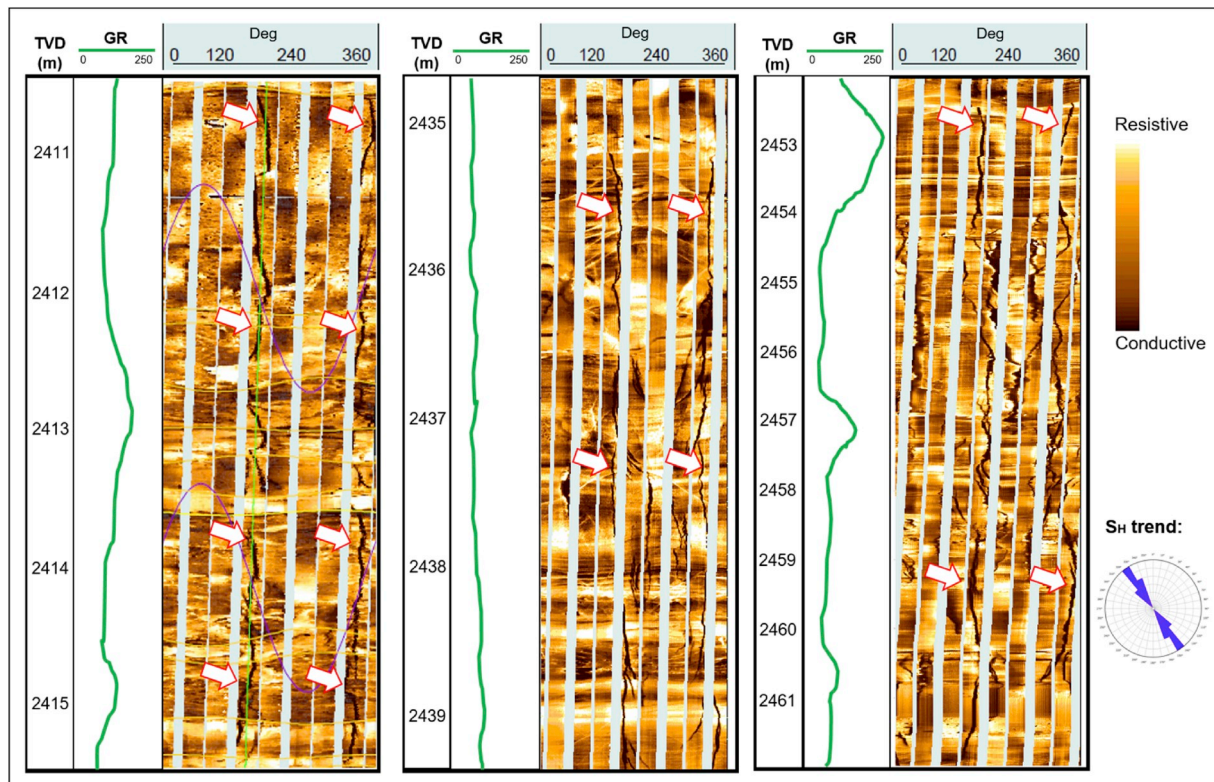 TVD
(m)
GR
0 250
Deg
0 120 240 360
2411
2412
2413
2414
2415
TVD
(m)
GR
0 250
Deg
0 120 240 360
2435
2436
2437
2438
2439
TVD
(m)
GR
0 250
Deg
0 120 240 360
2453
2454
2455
2456
2457
2458
2459
2460
2461
Resistive
Conductive
SH trend: